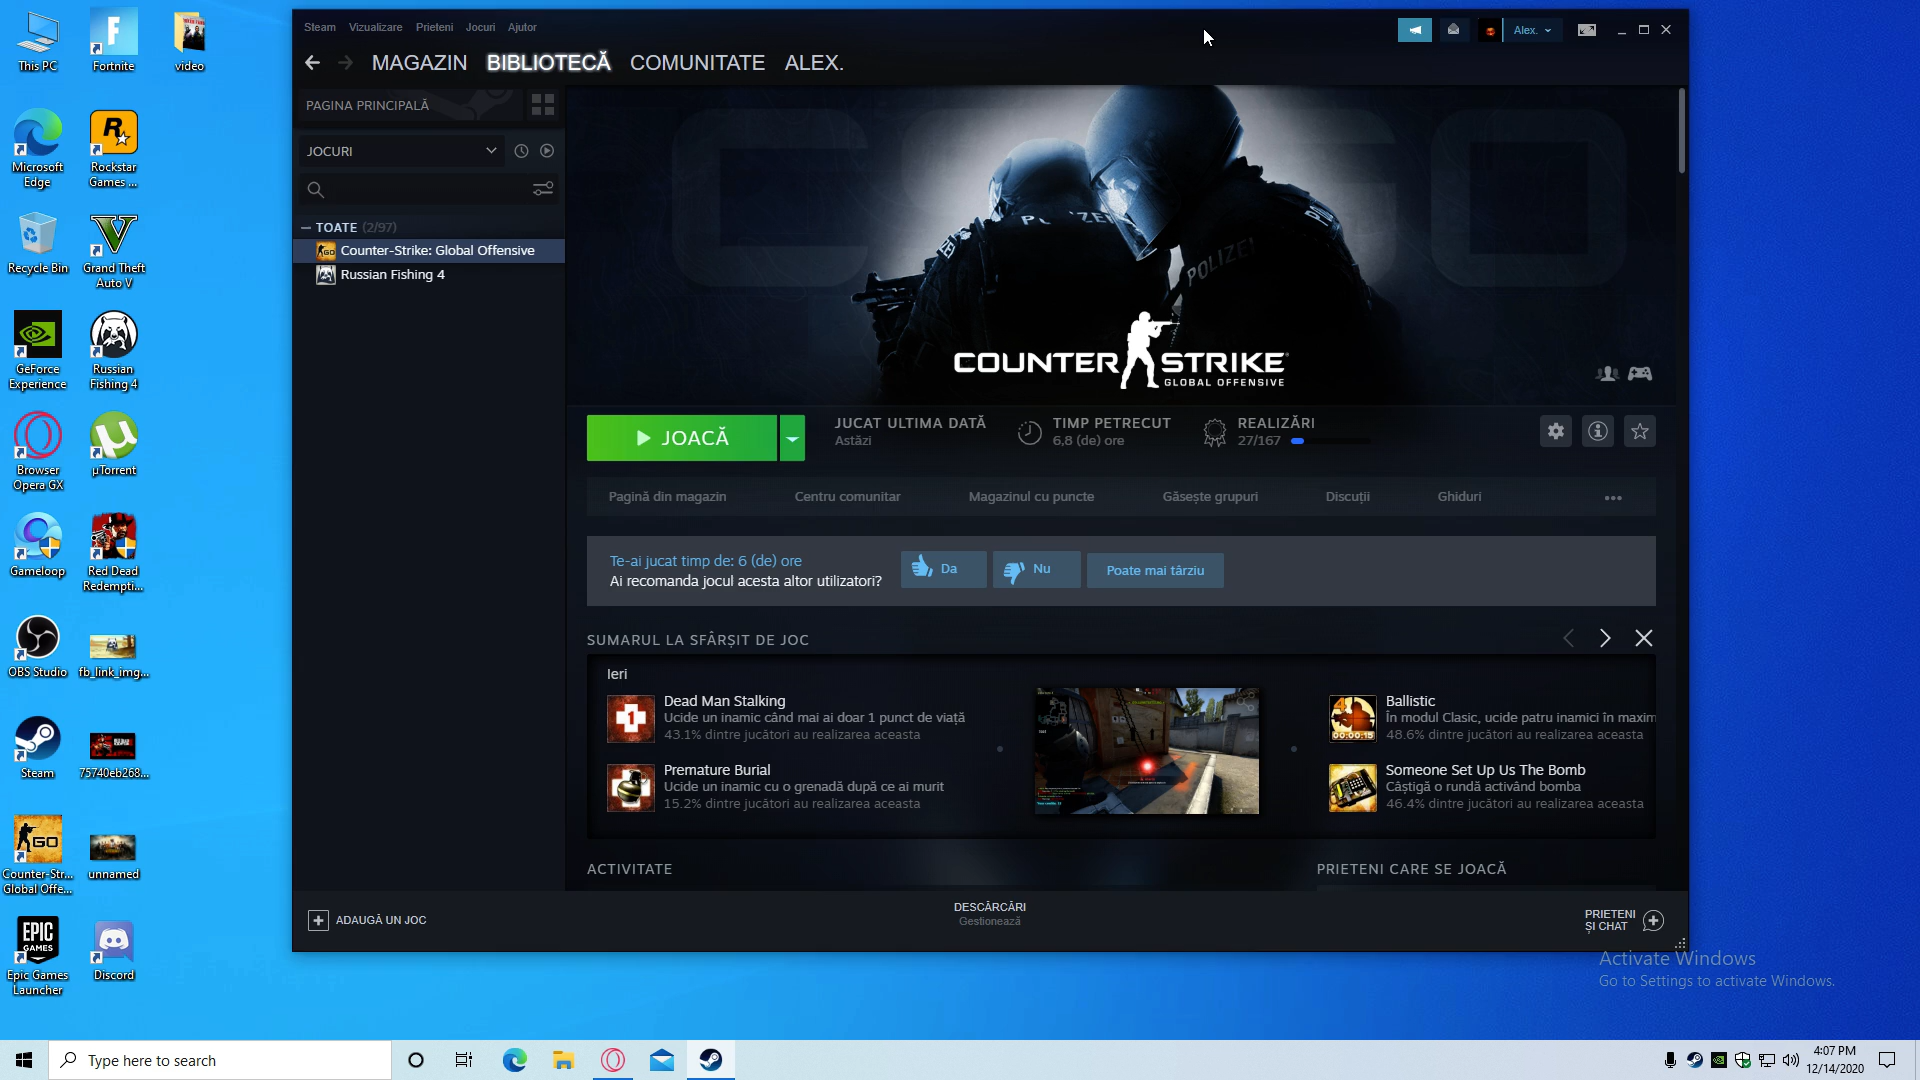 This PC
Fortnite
video
Microsoft Edge
Rockstar Games ...
Recycle Bin
Grand Theft Auto V
GeForce Experience
Russian Fishing 4
Browser Opera GX
µTorrent
Gameloop
Red Dead Redempti...
OBS Studio
fb_link_img...
Steam
75740eb268...
Counter-Str... Global Offe...
unnamed
Epic Games Launcher
Discord
Steam Vizualizare Prieteni Jocuri Ajutor
Alex.
MAGAZIN BIBLIOTECĂ COMUNITATE ALEX.
PAGINA PRINCIPALĂ
JOCURI
TOATE (2/97)
Counter-Strike: Global Offensive
Russian Fishing 4
POLIZEI
COUNTER STRIKE
GLOBAL OFFENSIVE
JOACĂ
JUCAT ULTIMA DATĂ
Astăzi
TIMP PETRECUT
6,8 (de) ore
REALIZĂRI
27/167
Pagină din magazin Centru comunitar Magazinul cu puncte Găsește grupuri Discuții Ghiduri
Te-ai jucat timp de: 6 (de) ore
Ai recomanda jocul acesta altor utilizatori?
Da Nu Poate mai târziu
SUMARUL LA SFÂRȘIT DE JOC
Ieri
Dead Man Stalking
Ucide un inamic când mai ai doar 1 punct de viață
43.1% dintre jucători au realizarea aceasta
Premature Burial
Ucide un inamic cu o grenadă după ce ai murit
15.2% dintre jucători au realizarea aceasta
Ballistic
În modul Clasic, ucide patru inamici în maxim
48.6% dintre jucători au realizarea aceasta
Someone Set Up Us The Bomb
Câștigă o rundă activând bomba
46.4% dintre jucători au realizarea aceasta
ACTIVITATE
PRIETENI CARE SE JOACĂ
ADAUGĂ UN JOC
DESCĂRCĂRI
Gestionează
PRIETENI
ȘI CHAT
Activate Windows
Go to Settings to activate Windows.
Type here to search
4:07 PM
12/14/2020